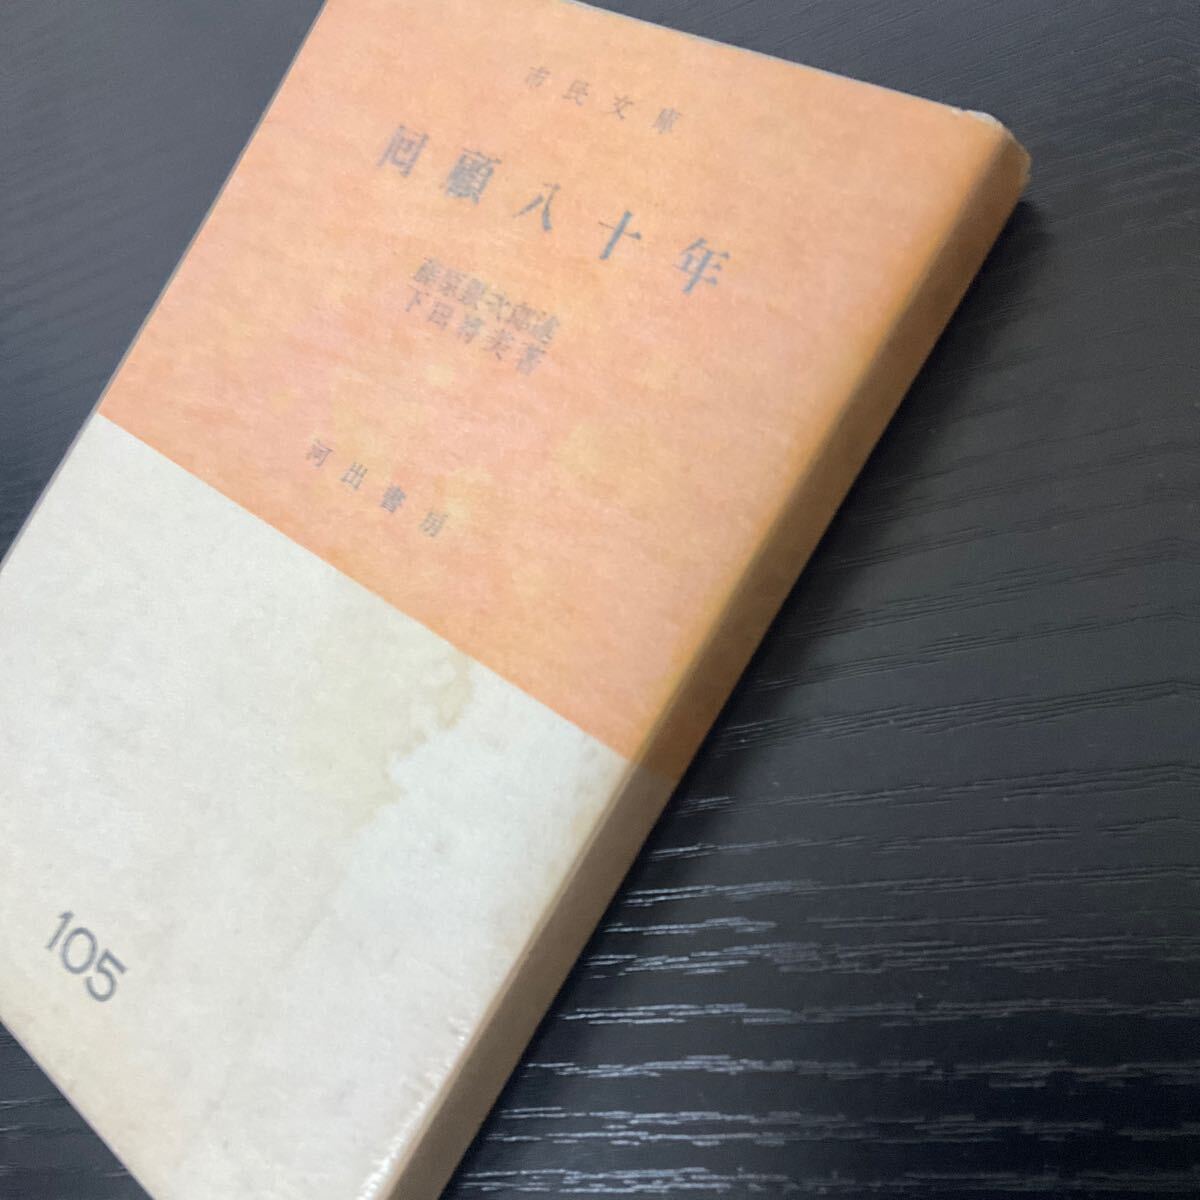 市民文庫
回顧八十年
藤原銀次郎述
下田將美著
河出書房
105